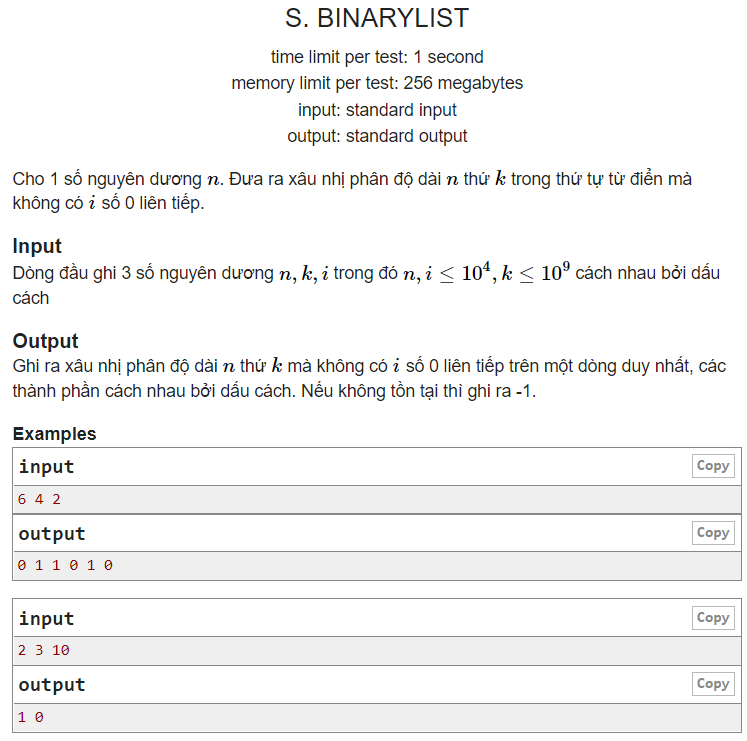 S. BINARYLIST
time limit per test: 1 second
memory limit per test: 256 megabytes
input: standard input
output: standard output
Cho 1 số nguyên dương n. Đưa ra xâu nhị phân độ dài n thứ k trong thứ tự từ điển mà
không có i số 0 liên tiếp.
Input
Dòng đầu ghi 3 số nguyên dương n, k, i trong đó n, i ≤ 10^4, k ≤ 10^9 cách nhau bởi dấu
cách
Output
Ghi ra xâu nhị phân độ dài n thứ k mà không có i số 0 liên tiếp trên một dòng duy nhất, các
thành phần cách nhau bởi dấu cách. Nếu không tồn tại thì ghi ra -1.
Examples
input Copy
6 4 2
output Copy
0 1 1 0 1 0
input Copy
2 3 10
output Copy
1 0